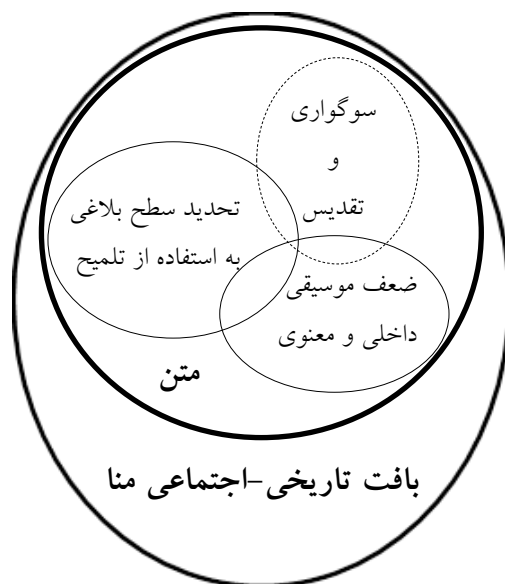 سوگواری
و
تقدیس
تحدید سطح بلاغی
به استفاده از تلمیح
ضعف موسیقی
داخلی و معنوی
متن
بافت تاریخی-اجتماعی منا